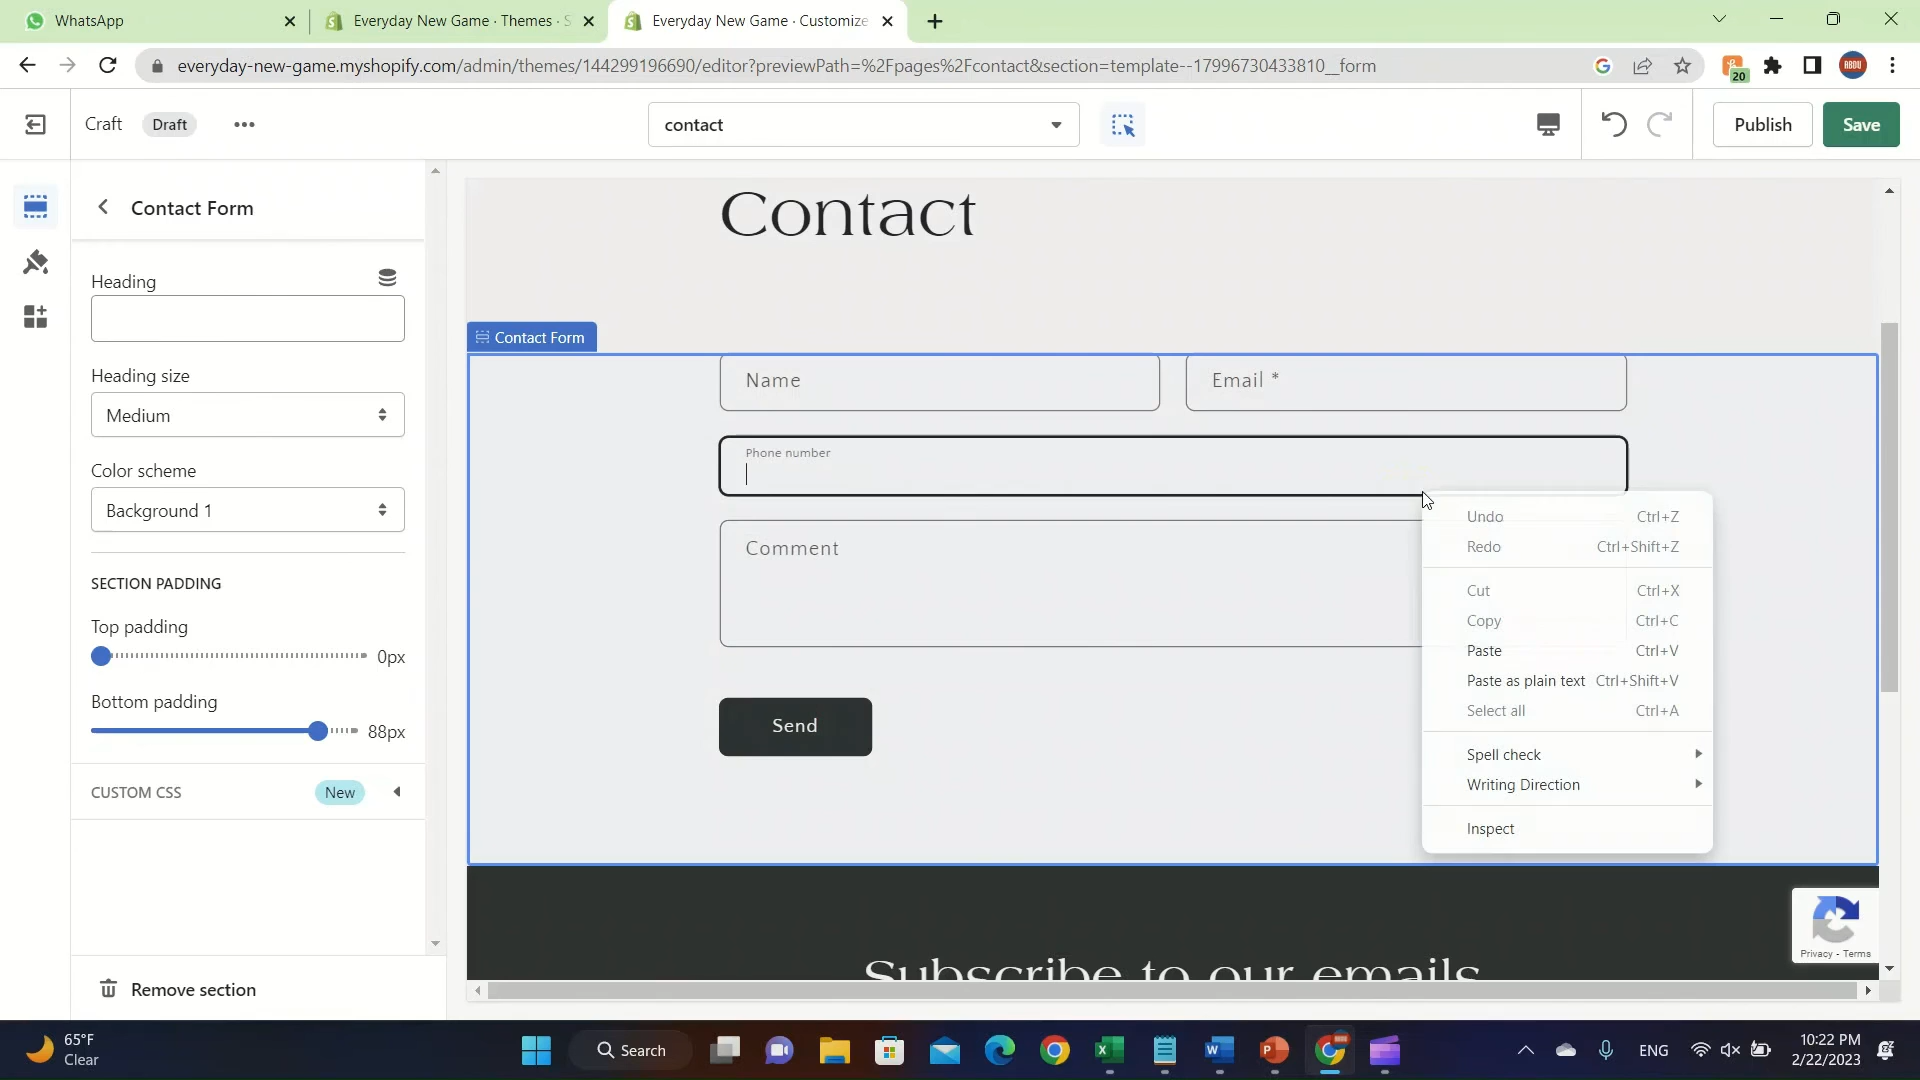 WhatsApp
Everyday New Game · Themes · S
Everyday New Game · Customize
everyday-new-game.myshopify.com/admin/themes/144299196690/editor?previewPath=%2Fpages%2Fcontact&section=template--17996730433810__form
20
ABDU
Craft
Draft
contact
Publish
Save
Contact Form
Heading
Heading size
Medium
Color scheme
Background 1
SECTION PADDING
Top padding
0px
Bottom padding
88px
CUSTOM CSS
New
Remove section
Contact
Contact Form
Name
Email *
Phone number
Comment
Send
Undo Ctrl+Z
Redo Ctrl+Shift+Z
Cut Ctrl+X
Copy Ctrl+C
Paste Ctrl+V
Paste as plain text Ctrl+Shift+V
Select all Ctrl+A
Spell check
Writing Direction
Inspect
Subscribe to our emails
Privacy - Terms
65°F
Clear
Search
ENG
10:22 PM
2/22/2023